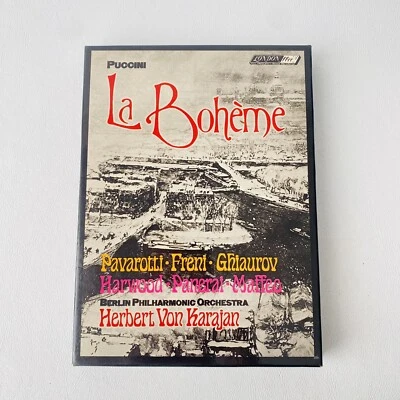 LONDON ffrr
PUCCINI
La Bohème
Pavarotti · Freni · Ghiaurov
Harwood · Panerai · Maffeo
BERLIN PHILHARMONIC ORCHESTRA
Herbert Von Karajan